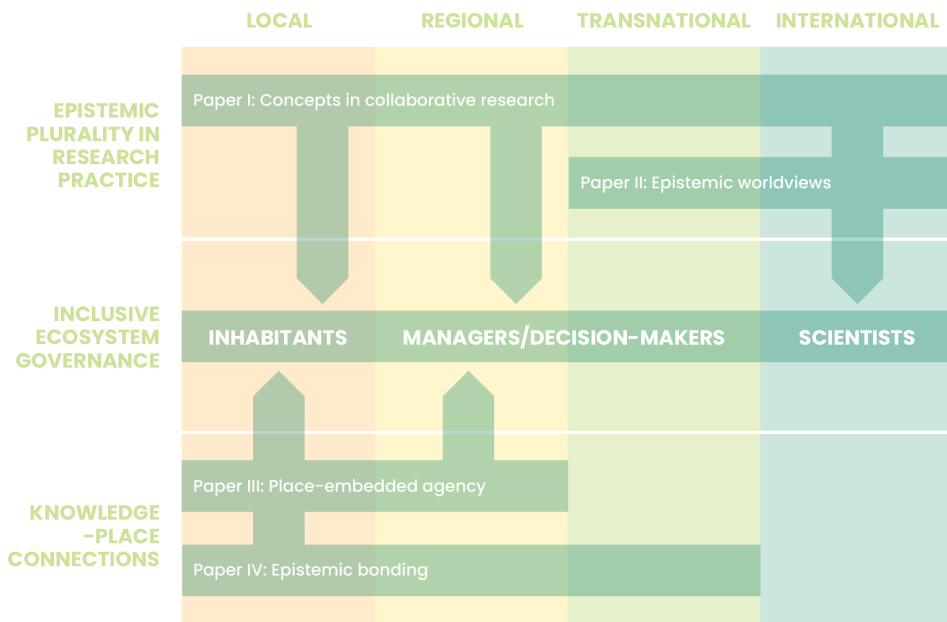 LOCAL
REGIONAL
TRANSNATIONAL
INTERNATIONAL
EPISTEMIC
PLURALITY IN
RESEARCH
PRACTICE
Paper I: Concepts in collaborative research
Paper II: Epistemic worldviews
INCLUSIVE
ECOSYSTEM
GOVERNANCE
INHABITANTS
MANAGERS/DECISION-MAKERS
SCIENTISTS
KNOWLEDGE
-PLACE
CONNECTIONS
Paper III: Place-embedded agency
Paper IV: Epistemic bonding